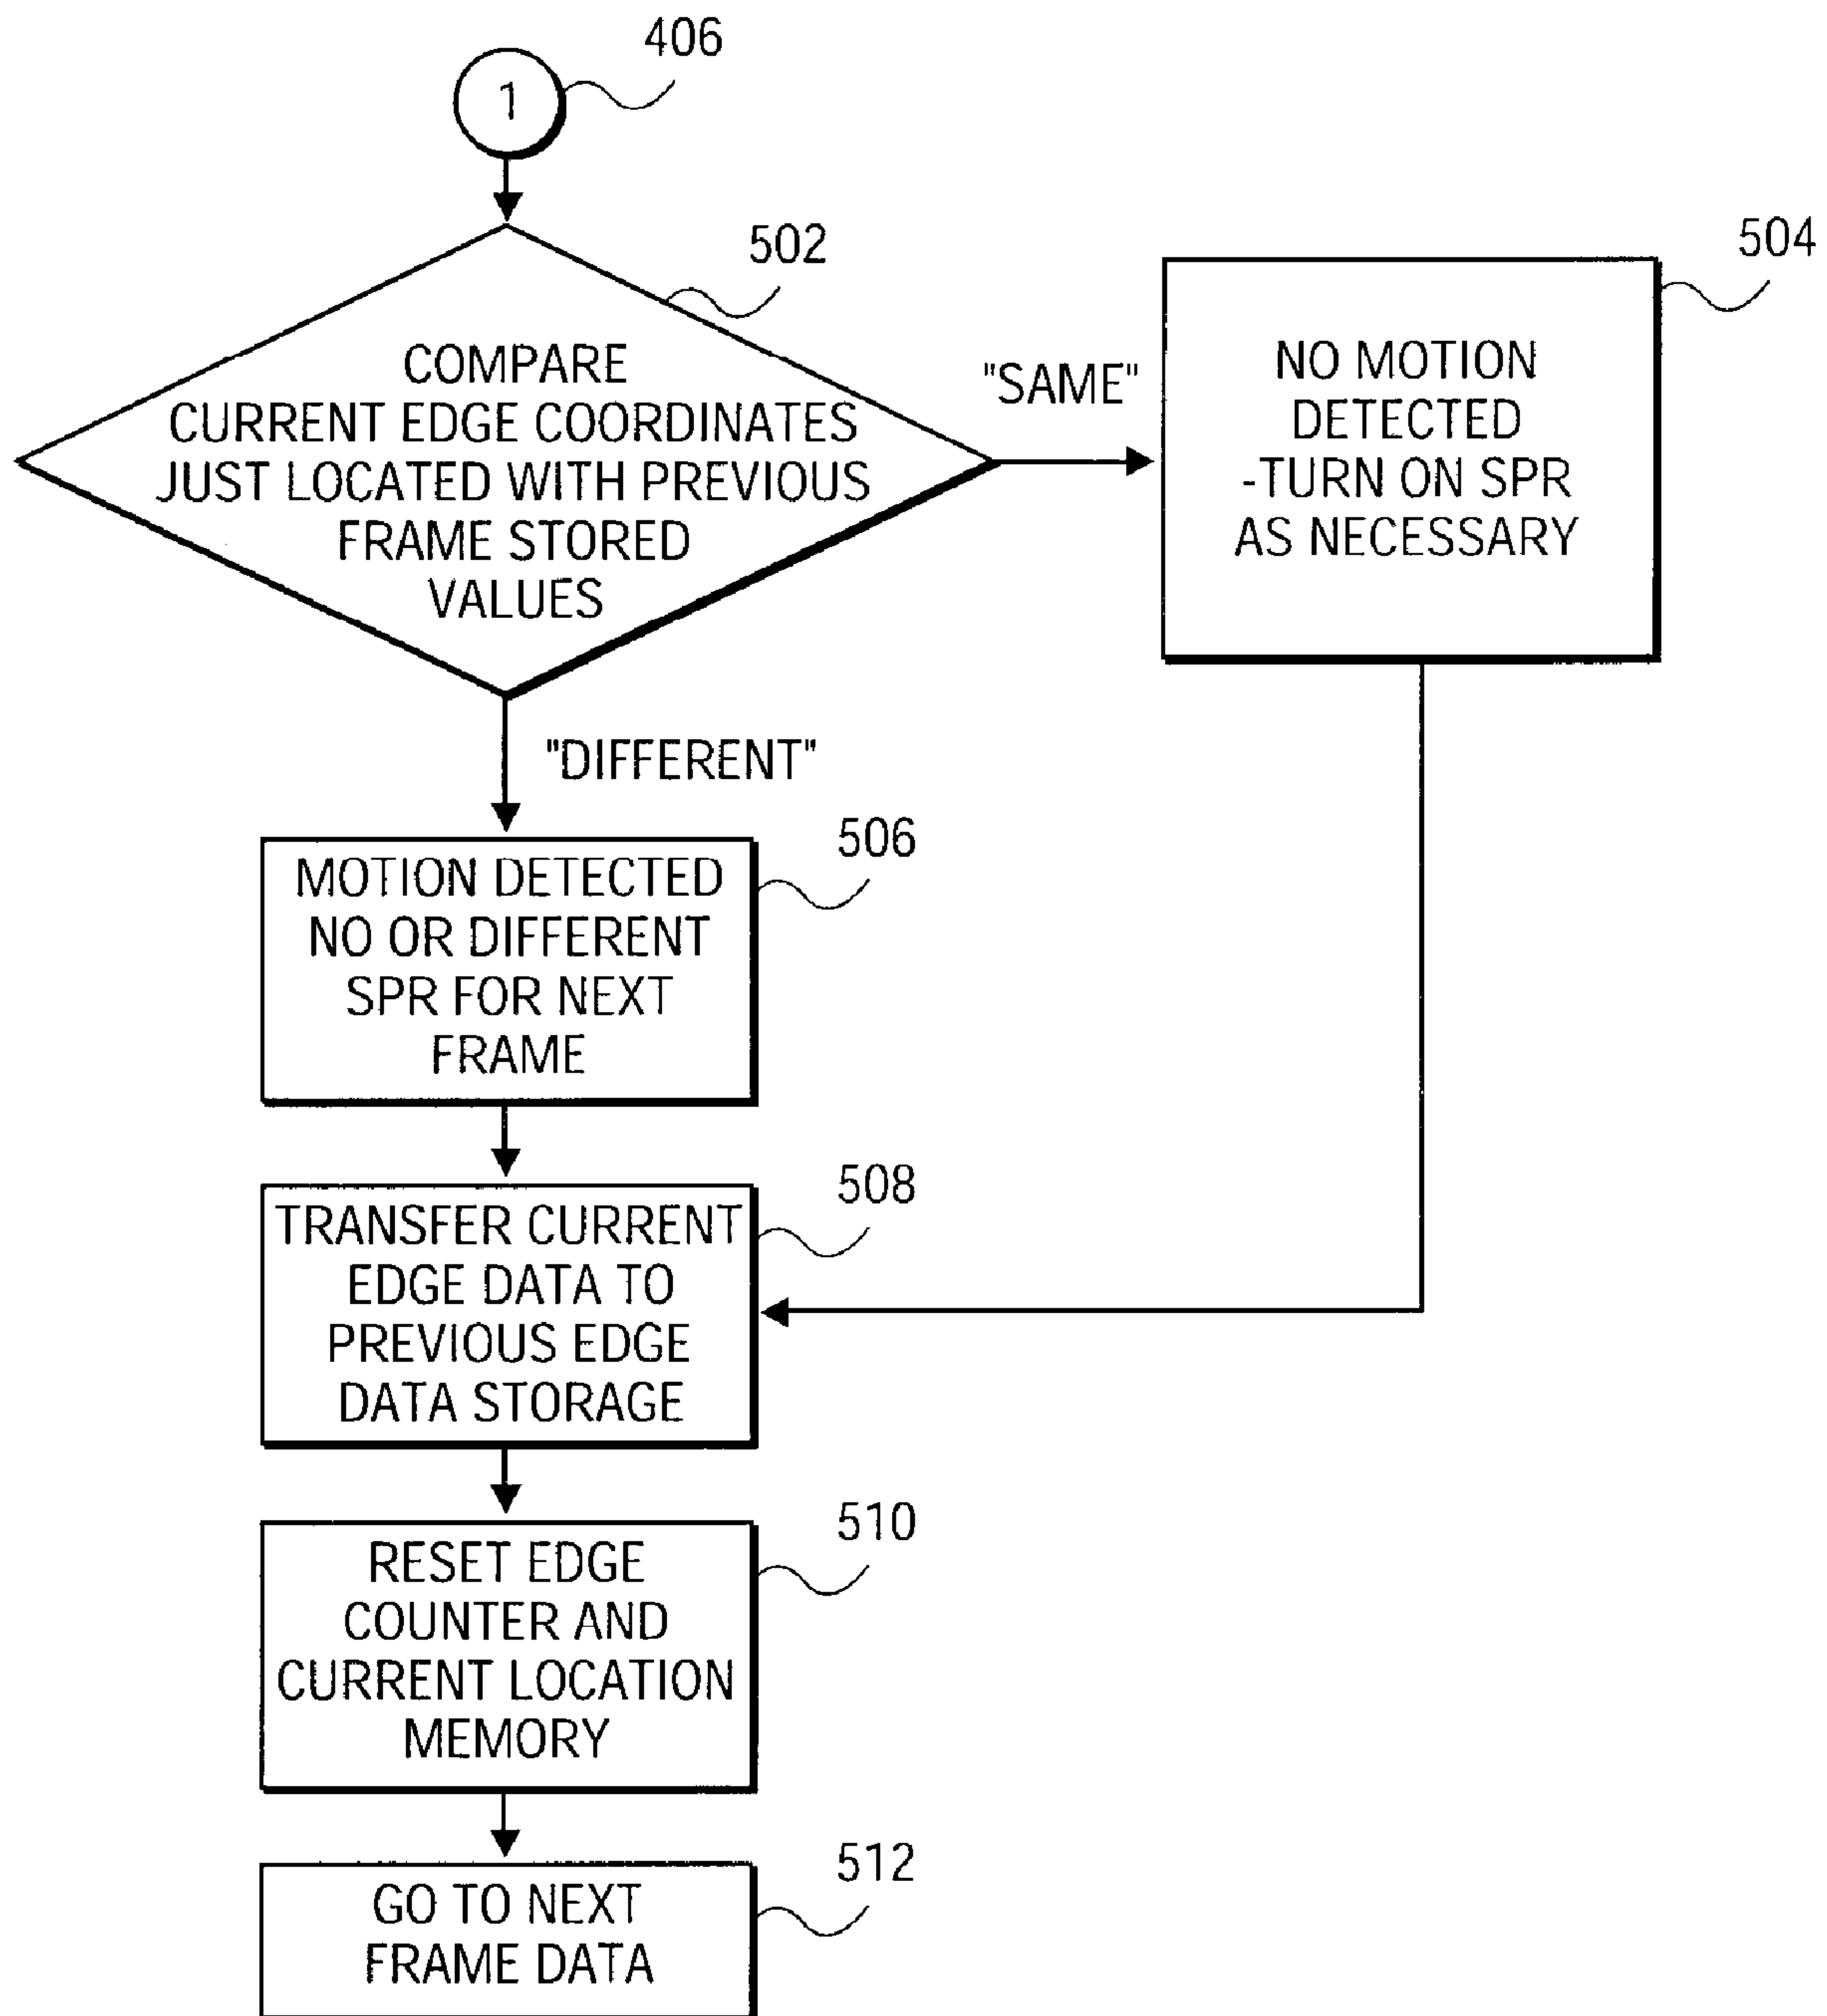 406
1
502
COMPARE
CURRENT EDGE COORDINATES
JUST LOCATED WITH PREVIOUS
FRAME STORED
VALUES
"SAME"
504
NO MOTION
DETECTED
-TURN ON SPR
AS NECESSARY
"DIFFERENT"
506
MOTION DETECTED
NO OR DIFFERENT
SPR FOR NEXT
FRAME
508
TRANSFER CURRENT
EDGE DATA TO
PREVIOUS EDGE
DATA STORAGE
510
RESET EDGE
COUNTER AND
CURRENT LOCATION
MEMORY
512
GO TO NEXT
FRAME DATA